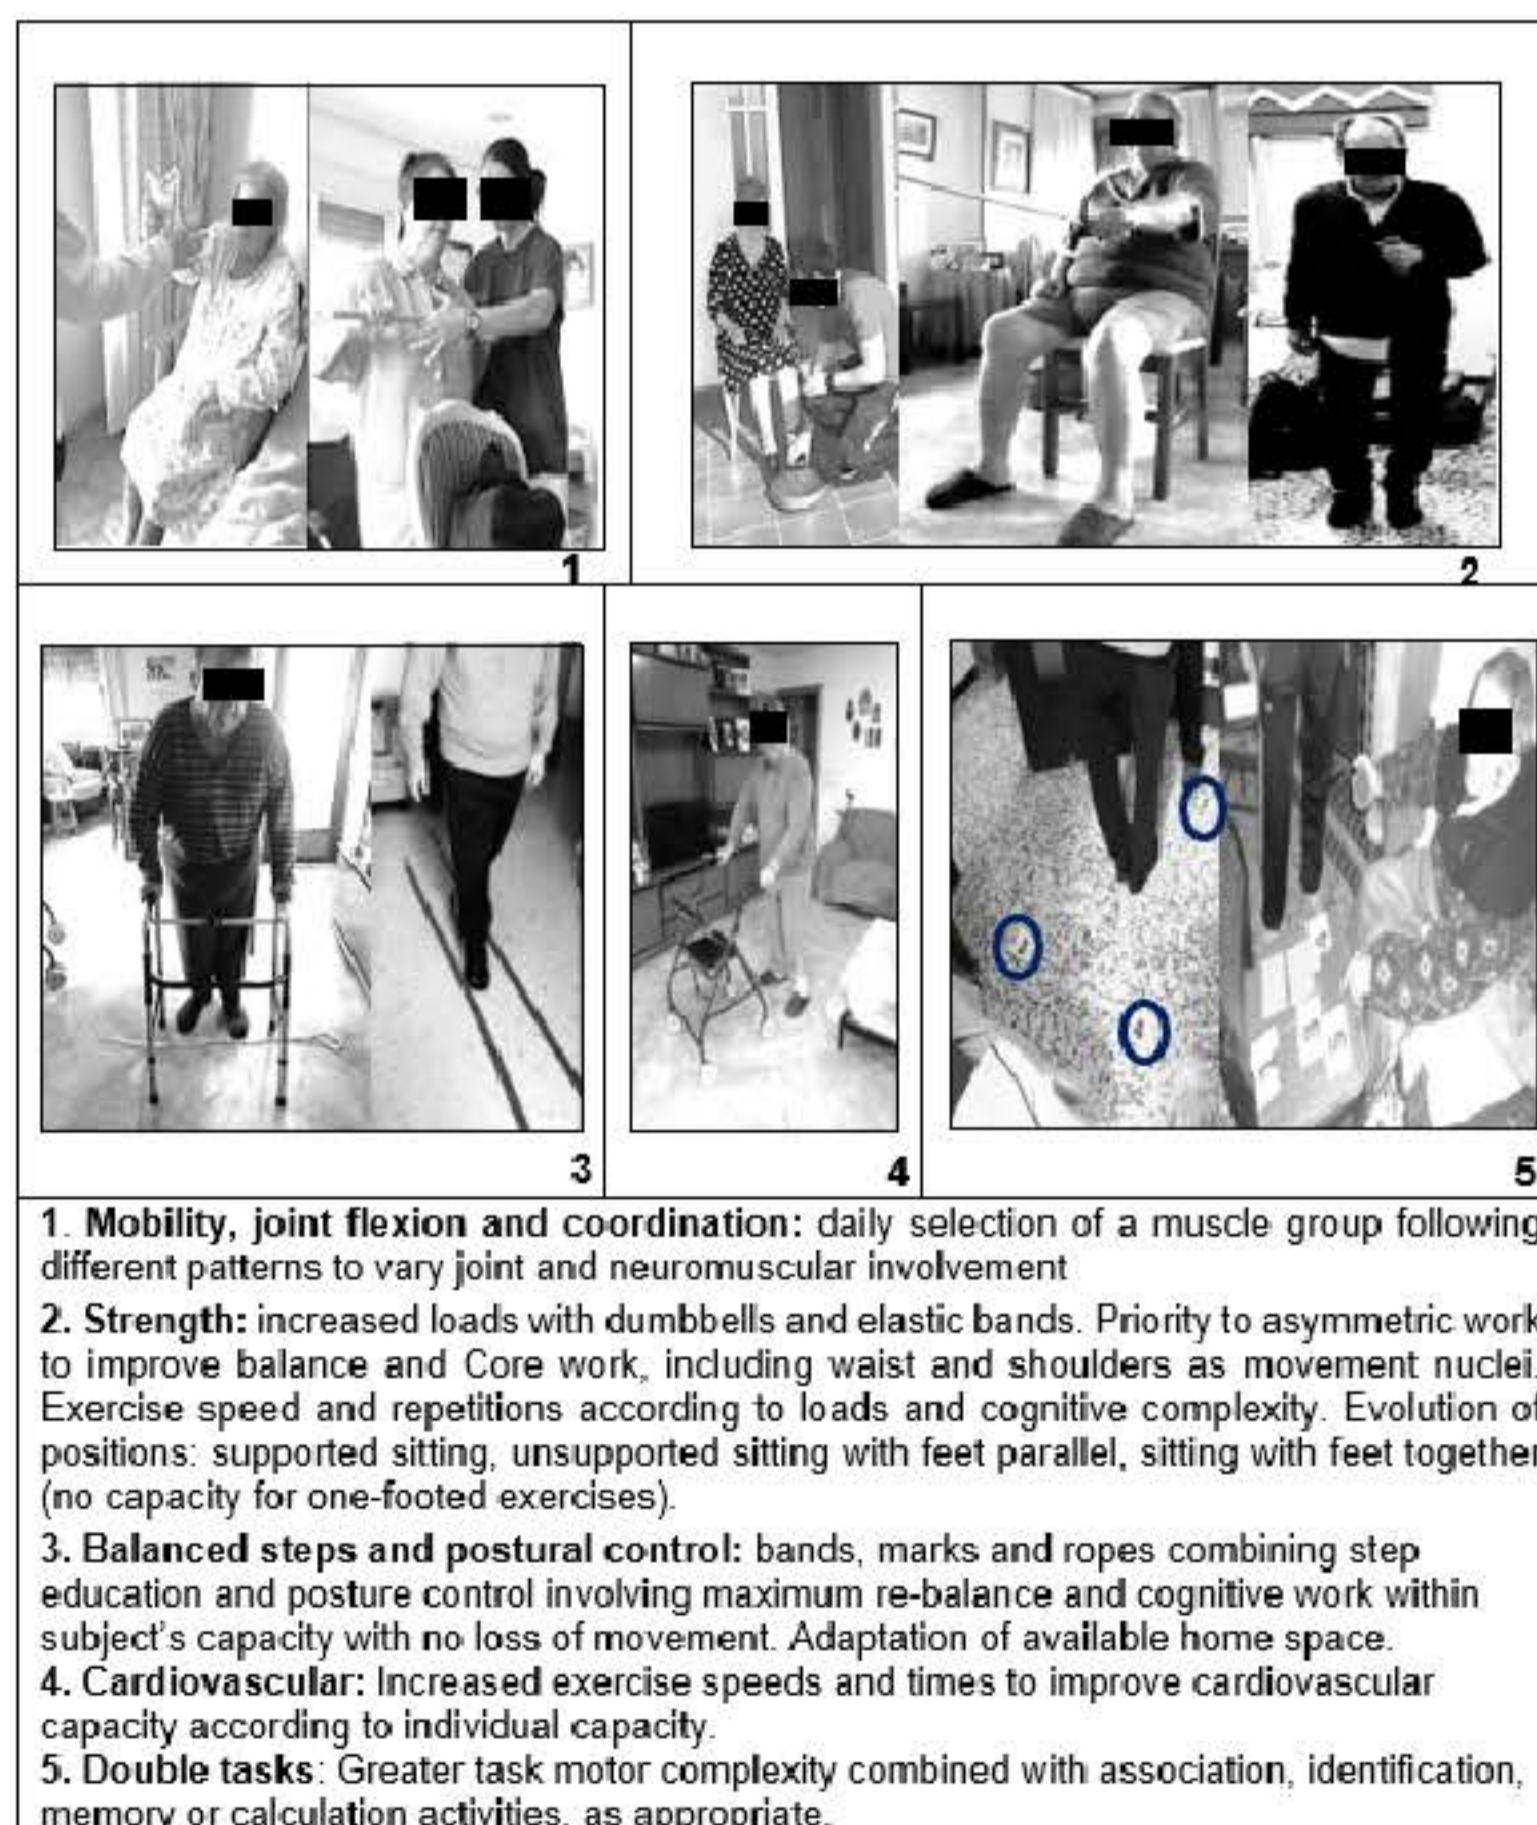 1
2
3
4
5
1. Mobility, joint flexion and coordination: daily selection of a muscle group following
different patterns to vary joint and neuromuscular involvement
2. Strength: increased loads with dumbbells and elastic bands. Priority to asymmetric work
to improve balance and Core work, including waist and shoulders as movement nuclei.
Exercise speed and repetitions according to loads and cognitive complexity. Evolution of
positions: supported sitting, unsupported sitting with feet parallel, sitting with feet together
(no capacity for one-footed exercises).
3. Balanced steps and postural control: bands, marks and ropes combining step
education and posture control involving maximum re-balance and cognitive work within
subject's capacity with no loss of movement. Adaptation of available home space.
4. Cardiovascular: Increased exercise speeds and times to improve cardiovascular
capacity according to individual capacity.
5. Double tasks: Greater task motor complexity combined with association, identification,
memory or calculation activities, as appropriate.